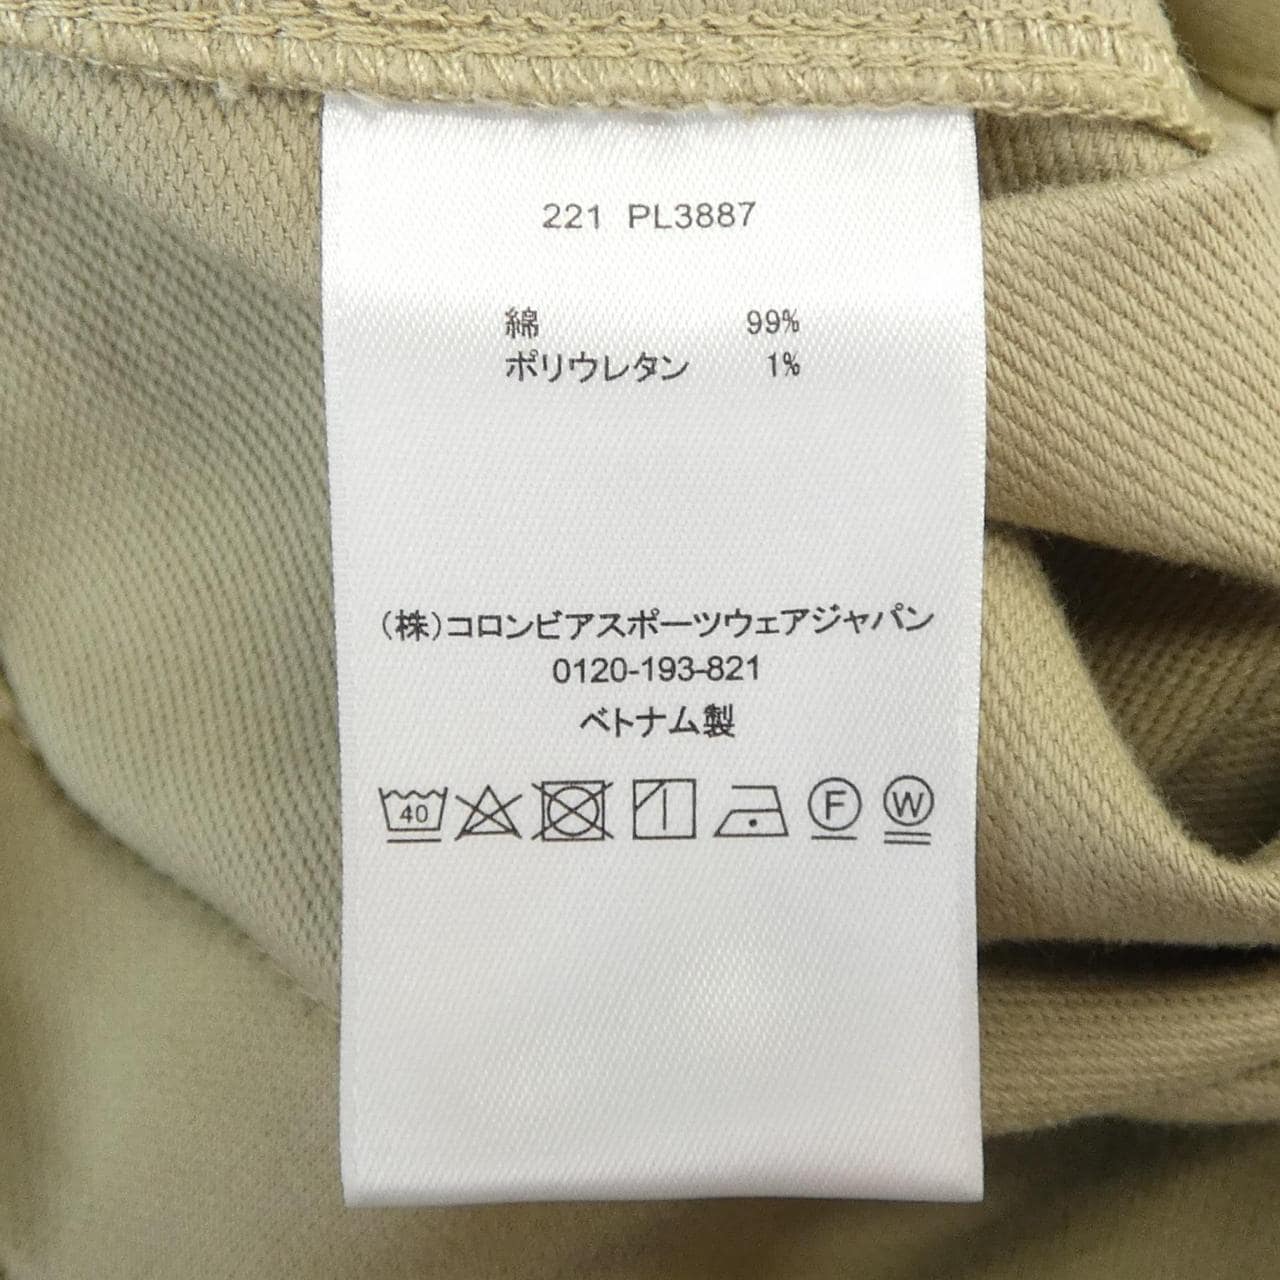 221 PL3887
綿 99%
ポリウレタン 1%
(株)コロンビアスポーツウェアジャパン
0120-193-821
ベトナム製
40 F W